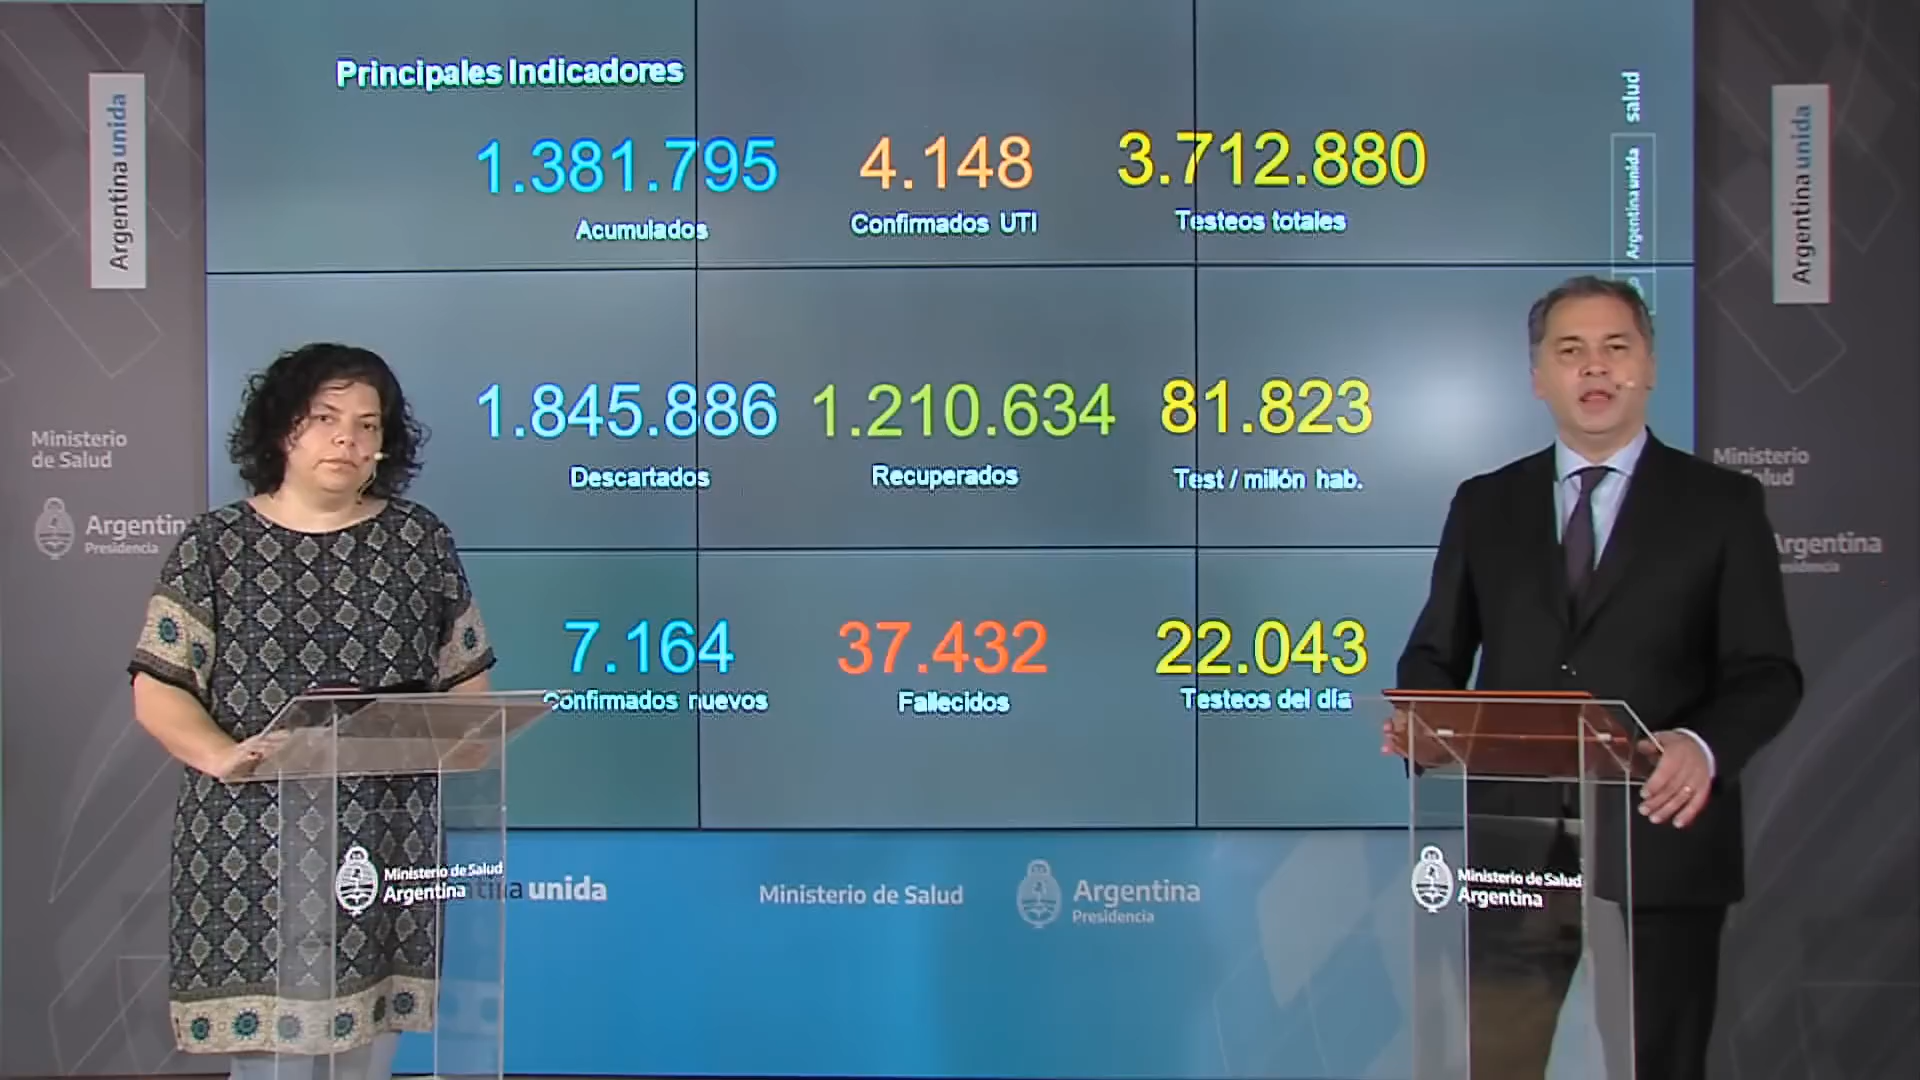 Principales Indicadores
1.381.795
Acumulados
4.148
Confirmados UTI
3.712.880
Testeos totales
1.845.886
Descartados
1.210.634
Recuperados
81.823
Test / millón hab.
7.164
Confirmados nuevos
37.432
Fallecidos
22.043
Testeos del día
salud
Argentina unida
Argentina unida
Argentina unida
Ministerio
de Salud
Argentin
Presidencia
Ministerio
Argentina
Ministerio de Salud
Argentina
unida
Ministerio de Salud
Argentina
Presidencia
Ministerio de Salud
Argentina